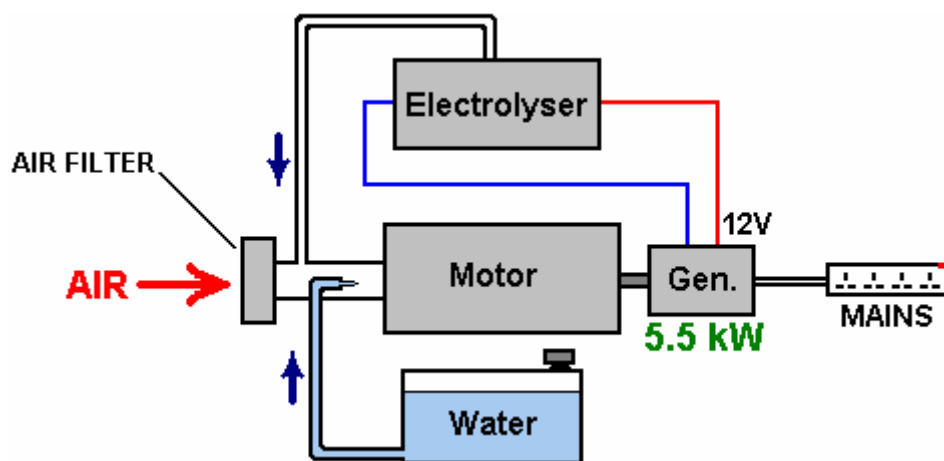 Electrolyser
AIR FILTER
12V
AIR
Motor
Gen.
MAINS
5.5 kW
Water